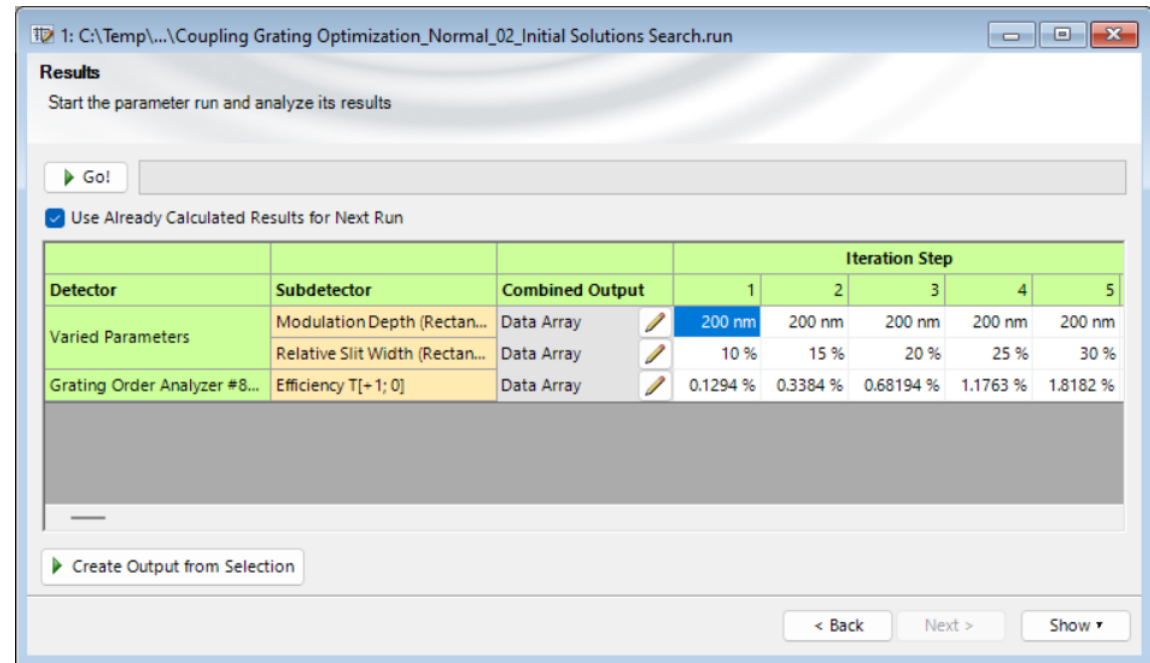 1: C:\Temp\...\Coupling Grating Optimization_Normal_02_Initial Solutions Search.run
Results
Start the parameter run and analyze its results
Go!
Use Already Calculated Results for Next Run
Iteration Step
Detector Subdetector Combined Output 1 2 3 4 5
Varied Parameters
Modulation Depth (Rectan... Data Array 200 nm 200 nm 200 nm 200 nm 200 nm
Relative Slit Width (Rectan... Data Array 10 % 15 % 20 % 25 % 30 %
Grating Order Analyzer #8... Efficiency T[+1; 0] Data Array 0.1294 % 0.3384 % 0.68194 % 1.1763 % 1.8182 %
Create Output from Selection
< Back Next > Show